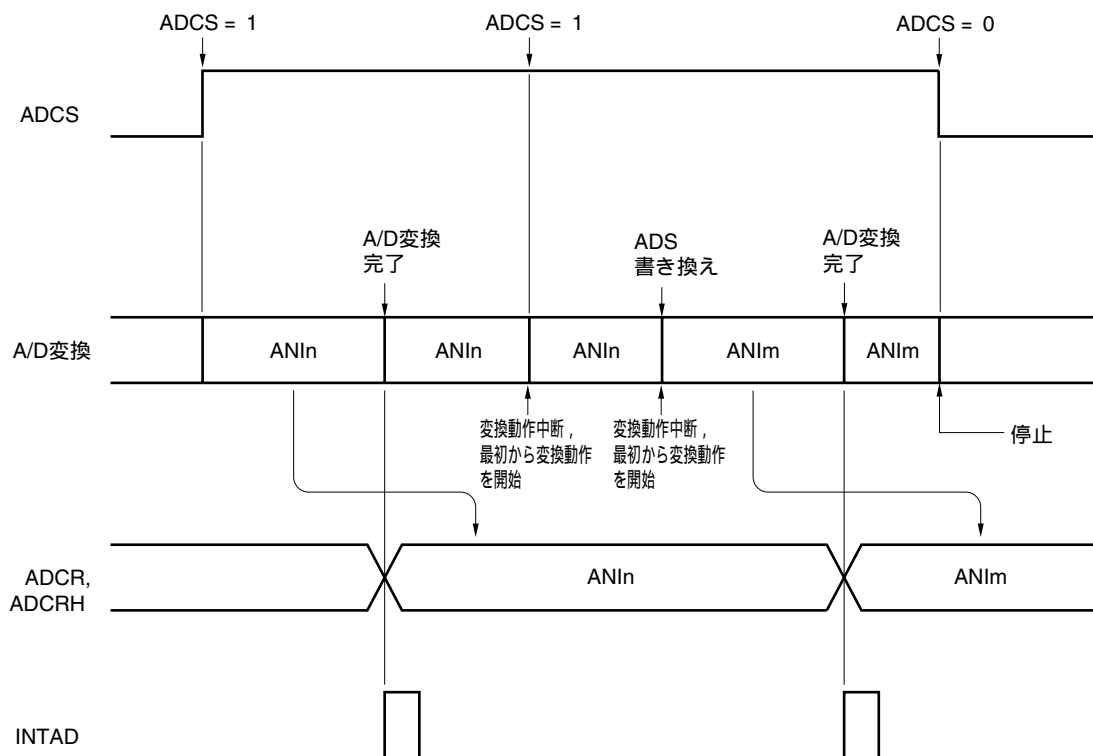 ADCS = 1
ADCS = 1
ADCS = 0
ADCS
A/D変換
完了
ADS
書き換え
A/D変換
完了
A/D変換
ANIn
ANIn
ANIn
ANIm
ANIm
変換動作中断，
最初から変換動作
を開始
変換動作中断，
最初から変換動作
を開始
停止
ADCR,
ADCRH
ANIn
ANIm
INTAD